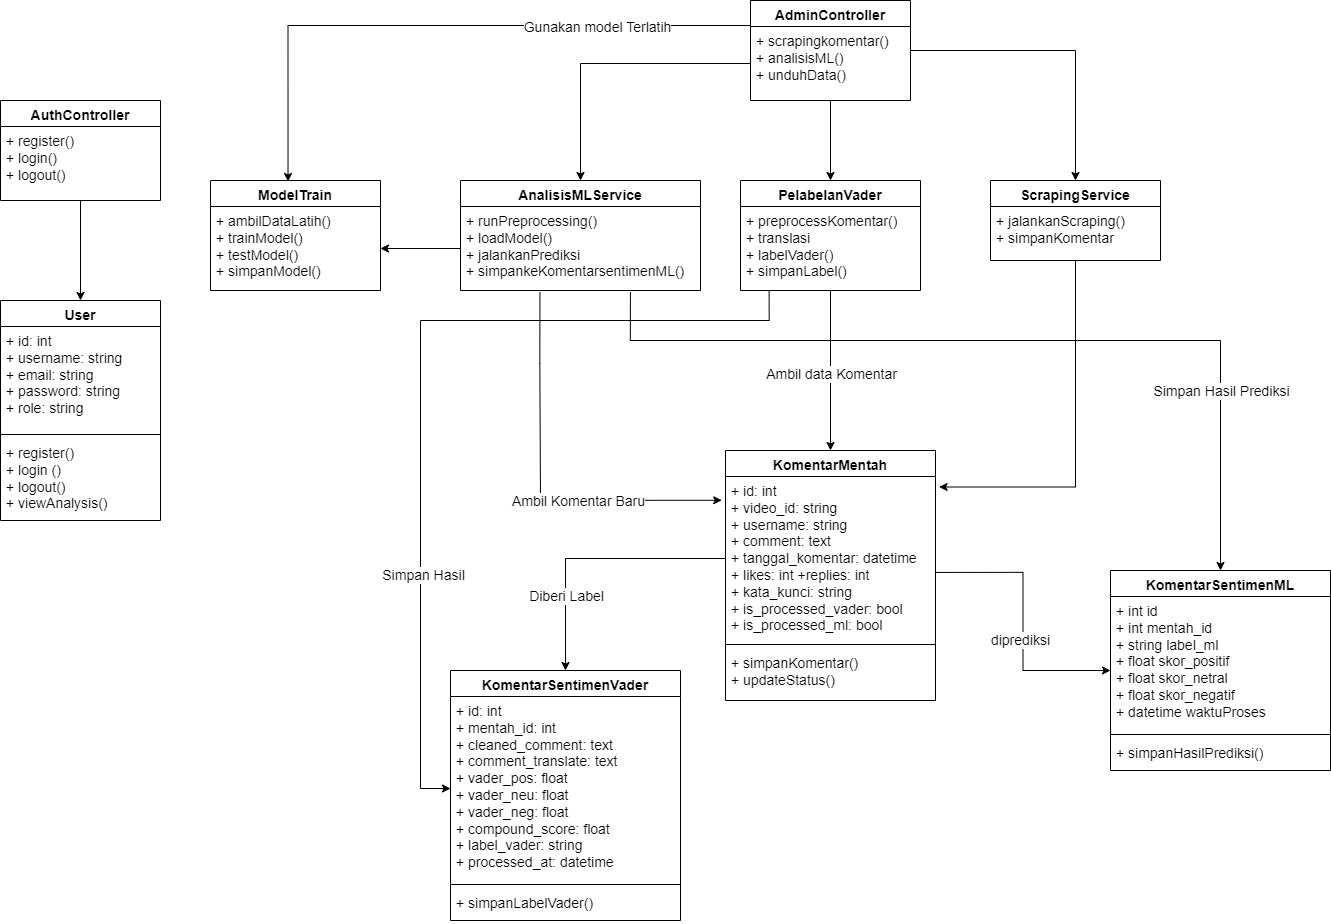 AdminController
+ scrapingkomentar()
+ analisisML()
+ unduhData()
Gunakan model Terlatih
AuthController
+ register()
+ login()
+ logout()
ModelTrain
+ ambilDataLatih()
+ trainModel()
+ testModel()
+ simpanModel()
AnalisisMLService
+ runPreprocessing()
+ loadModel()
+ jalankanPrediksi
+ simpankeKomentarsentimenML()
PelabelanVader
+ preprocessKomentar()
+ translasi
+ labelVader()
+ simpanLabel()
ScrapingService
+ jalankanScraping()
+ simpanKomentar
User
+ id: int
+ username: string
+ email: string
+ password: string
+ role: string
+ register()
+ login ()
+ logout()
+ viewAnalysis()
Ambil data Komentar
Simpan Hasil Prediksi
Ambil Komentar Baru
Simpan Hasil
KomentarMentah
+ id: int
+ video_id: string
+ username: string
+ comment: text
+ tanggal_komentar: datetime
+ likes: int +replies: int
+ kata_kunci: string
+ is_processed_vader: bool
+ is_processed_ml: bool
+ simpanKomentar()
+ updateStatus()
Diberi Label
diprediksi
KomentarSentimenML
+ int id
+ int mentah_id
+ string label_ml
+ float skor_positif
+ float skor_netral
+ float skor_negatif
+ datetime waktuProses
+ simpanHasilPrediksi()
KomentarSentimenVader
+ id: int
+ mentah_id: int
+ cleaned_comment: text
+ comment_translate: text
+ vader_pos: float
+ vader_neu: float
+ vader_neg: float
+ compound_score: float
+ label_vader: string
+ processed_at: datetime
+ simpanLabelVader()